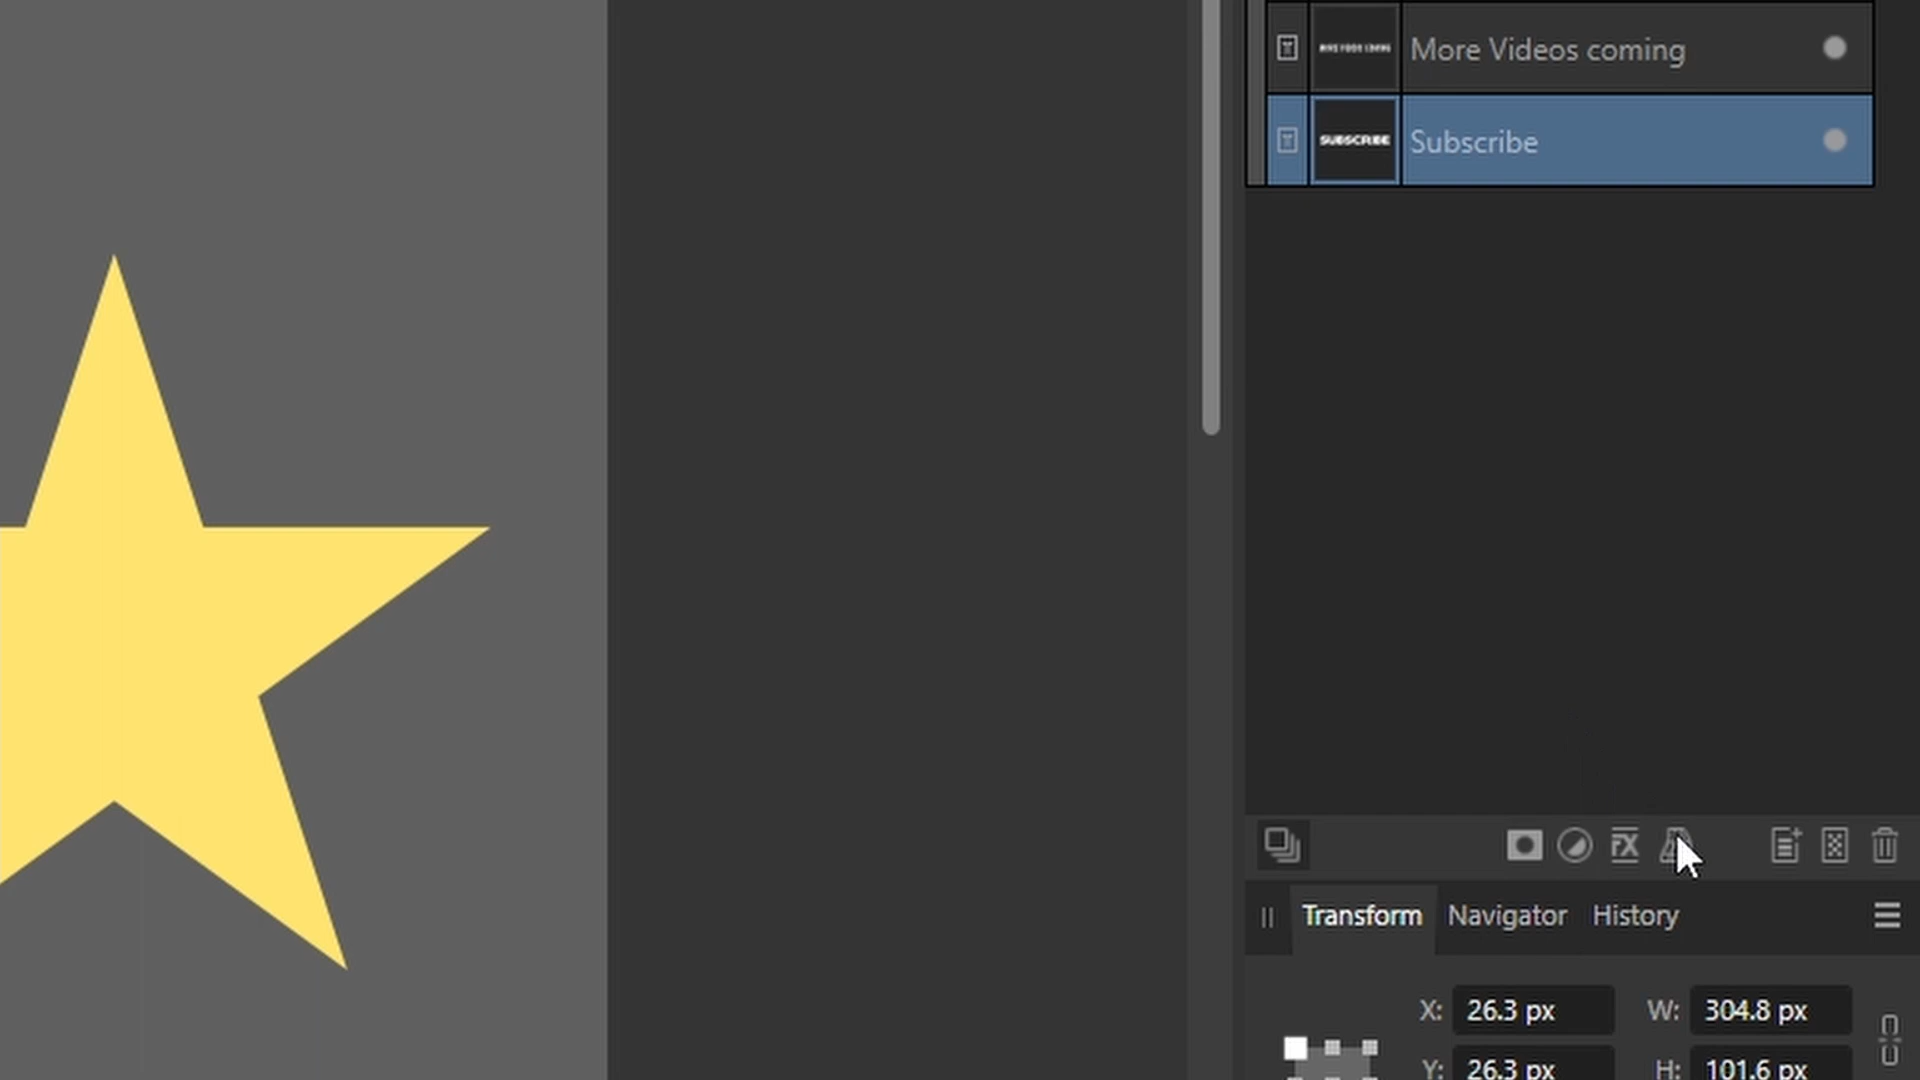 More Videos coming
SUBSCRIBE Subscribe
FX
Transform Navigator History
X: 26.3 px W: 304.8 px
Y: 26.3 px H: 101.6 px